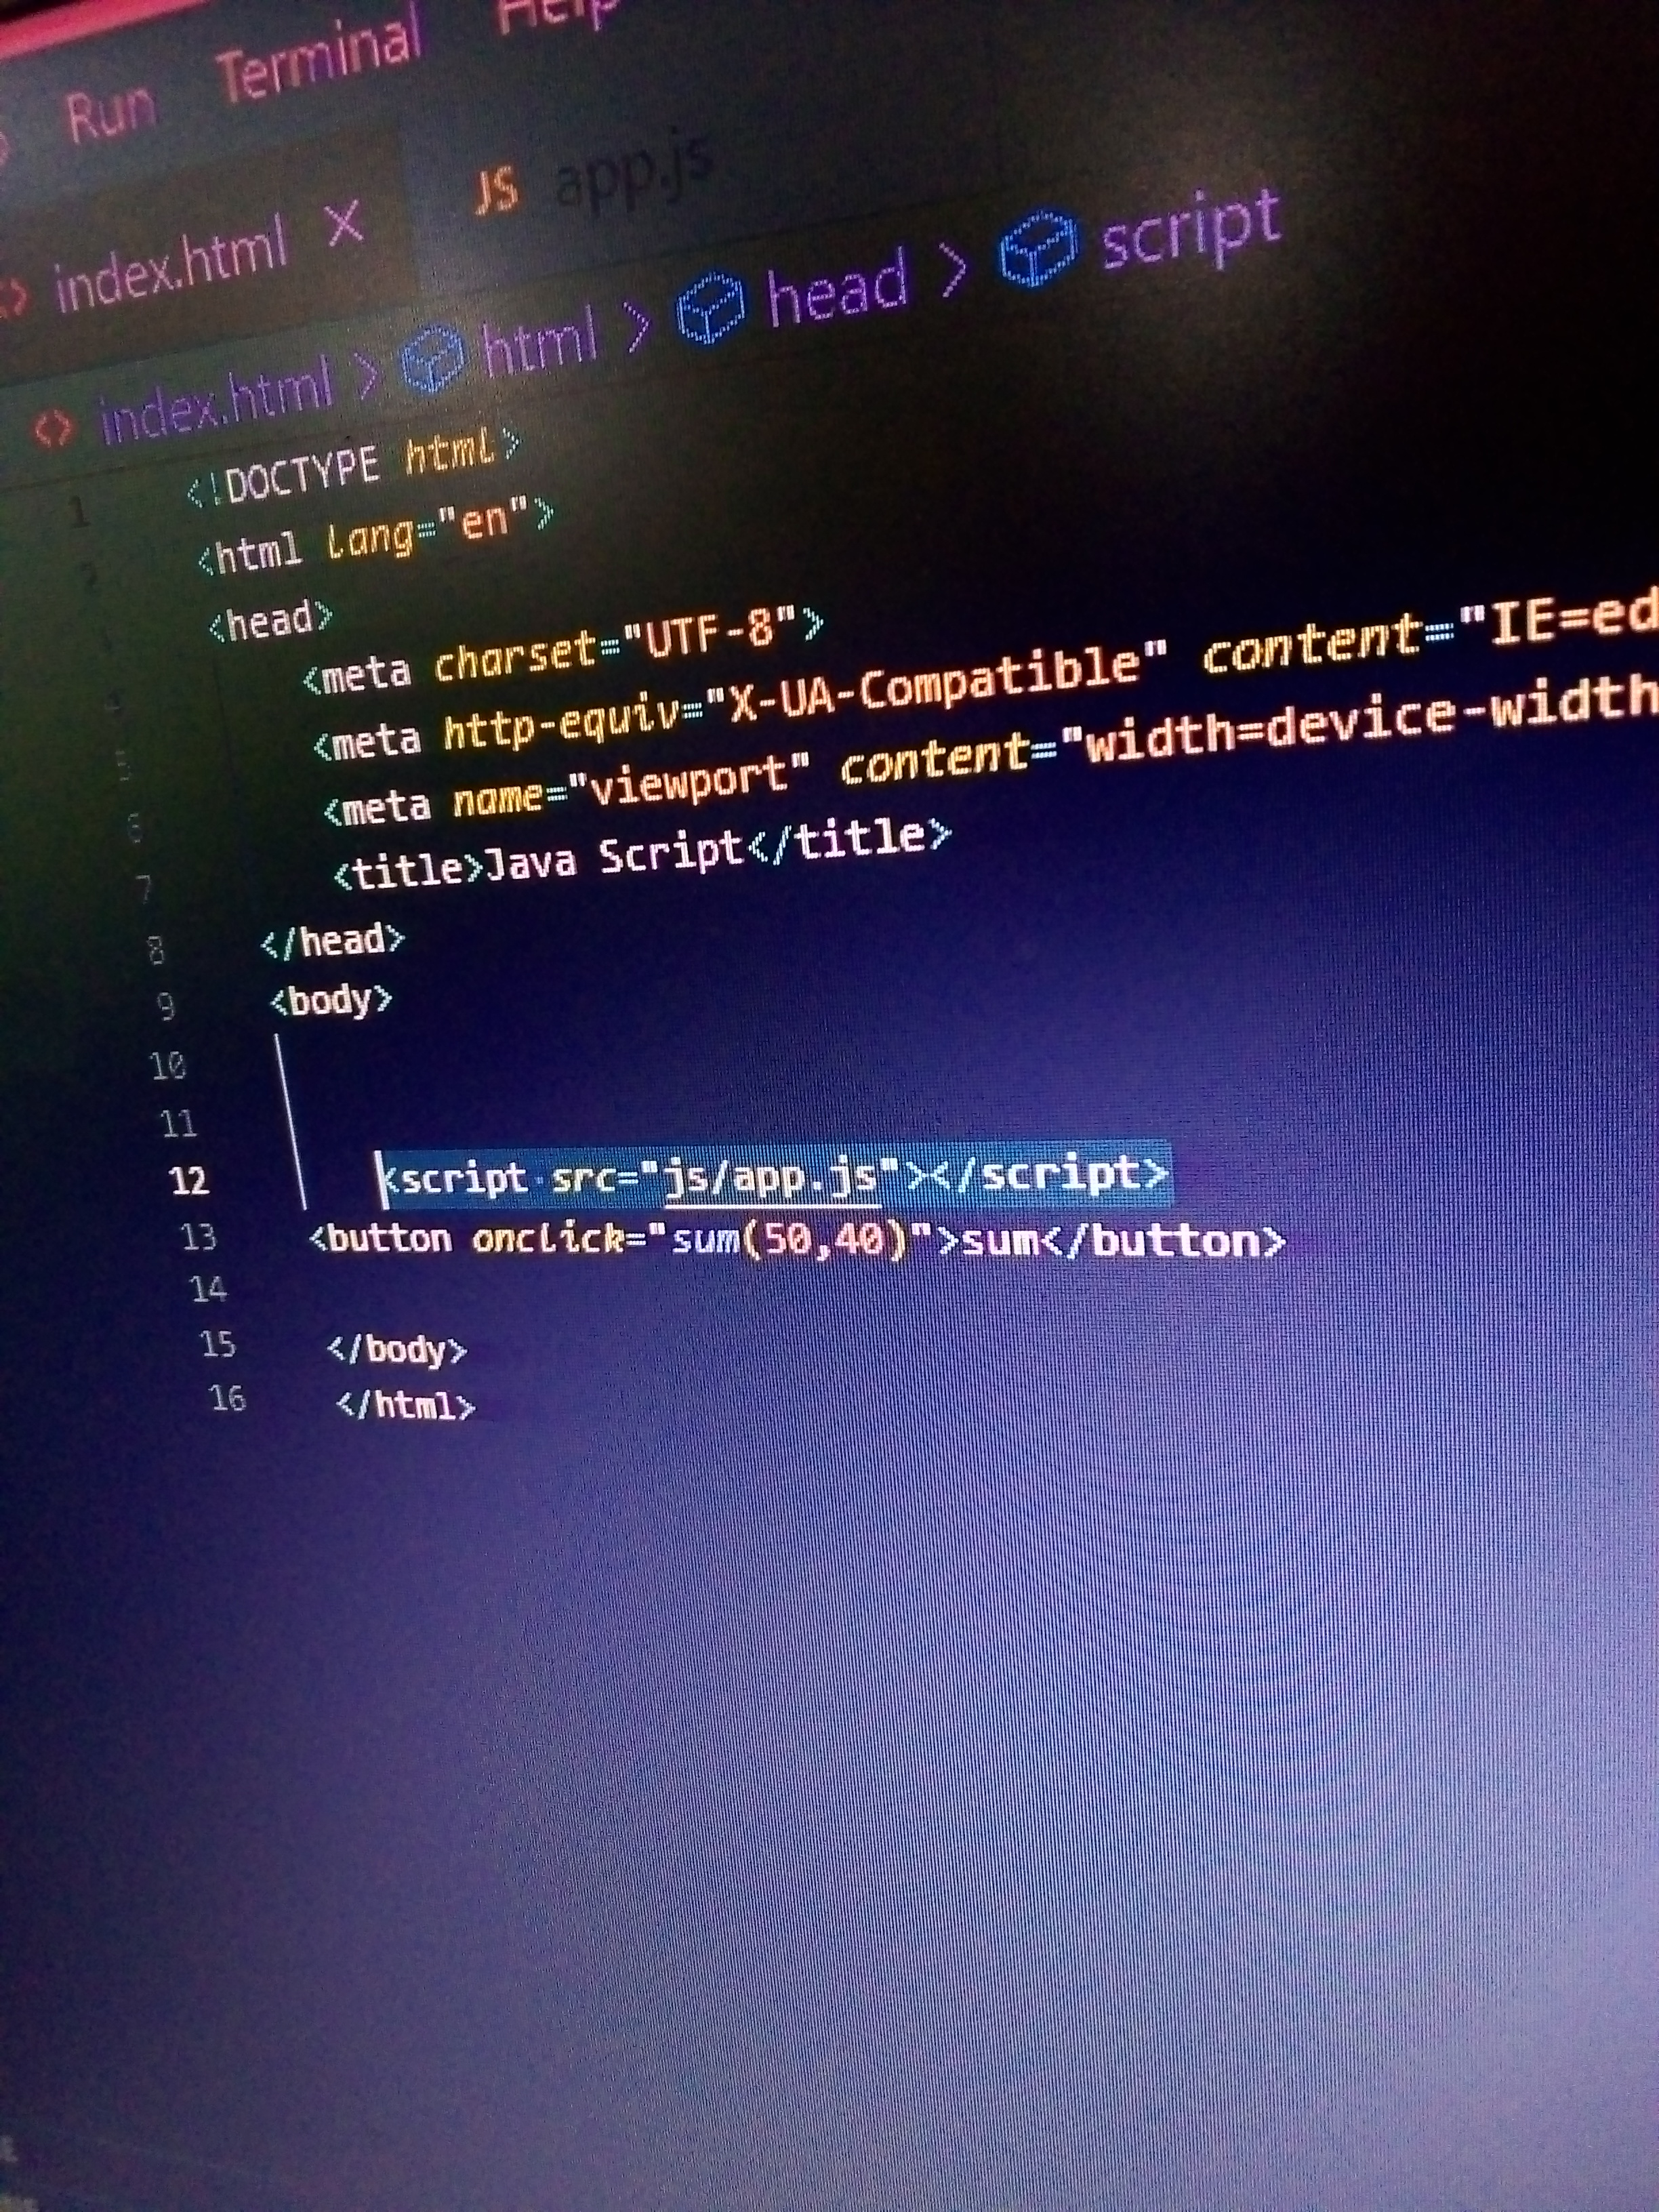 Run Terminal Help
index.html X JS app.js
<> index.html > html > head > script
1 <!DOCTYPE html>
2 <html lang="en">
<head>
4 <meta charset="UTF-8">
5 <meta http-equiv="X-UA-Compatible" content="IE=ed
6 <meta name="viewport" content="width=device-width
7 <title>Java Script</title>
8 </head>
9 <body>
10
11
12 <script src="js/app.js"></script>
13 <button onclick="sum(50,40)">sum</button>
14
15 </body>
16 </html>